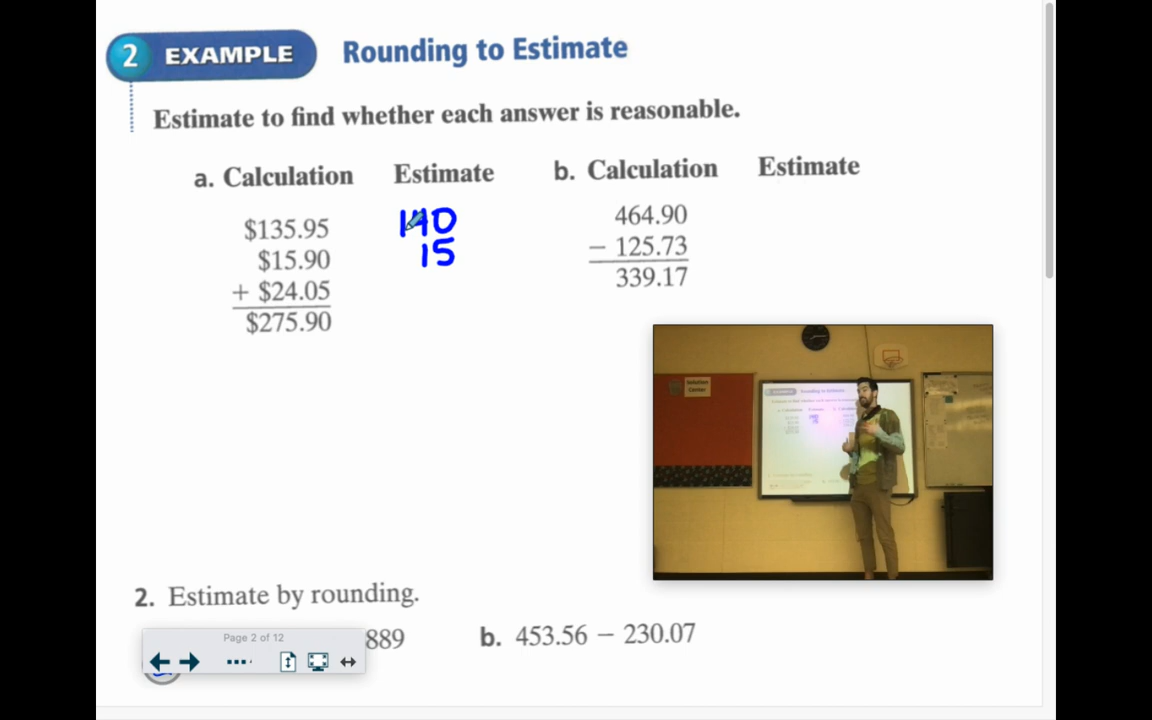 2 EXAMPLE Rounding to Estimate
Estimate to find whether each answer is reasonable.
a. Calculation Estimate b. Calculation Estimate
$135.95 140 464.90
$15.90 15 − 125.73
+ $24.05 339.17
$275.90
Solution
Center
2. Estimate by rounding.
Page 2 of 12
889 b. 453.56 − 230.07